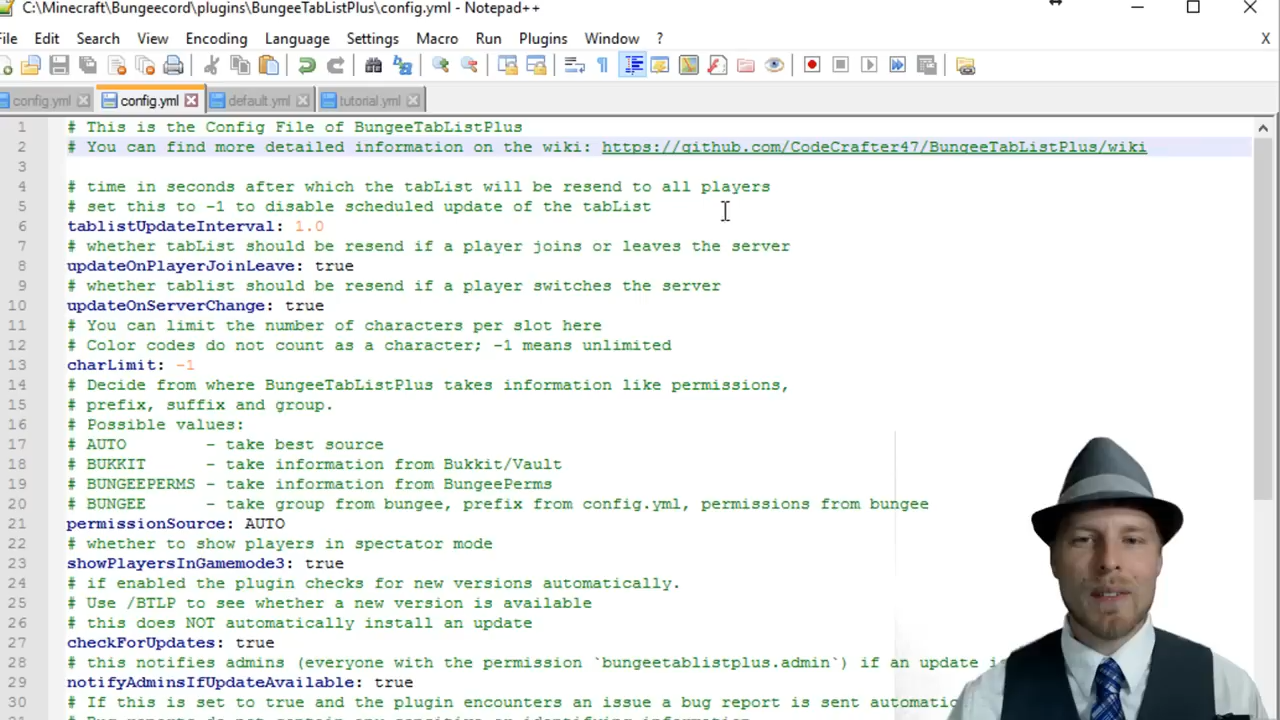 C:\Minecraft\Bungeecord\plugins\BungeeTabListPlus\config.yml - Notepad++
File Edit Search View Encoding Language Settings Macro Run Plugins Window ? X
config.yml config.yml default.yml tutorial.yml
1 # This is the Config File of BungeeTabListPlus
2 # You can find more detailed information on the wiki: https://github.com/CodeCrafter47/BungeeTabListPlus/wiki
3
4 # time in seconds after which the tabList will be resend to all players
5 # set this to -1 to disable scheduled update of the tabList
6 tablistUpdateInterval: 1.0
7 # whether tabList should be resend if a player joins or leaves the server
8 updateOnPlayerJoinLeave: true
9 # whether tablist should be resend if a player switches the server
10 updateOnServerChange: true
11 # You can limit the number of characters per slot here
12 # Color codes do not count as a character; -1 means unlimited
13 charLimit: -1
14 # Decide from where BungeeTabListPlus takes information like permissions,
15 # prefix, suffix and group.
16 # Possible values:
17 # AUTO - take best source
18 # BUKKIT - take information from Bukkit/Vault
19 # BUNGEEPERMS - take information from BungeePerms
20 # BUNGEE - take group from bungee, prefix from config.yml, permissions from bungee
21 permissionSource: AUTO
22 # whether to show players in spectator mode
23 showPlayersInGamemode3: true
24 # if enabled the plugin checks for new versions automatically.
25 # Use /BTLP to see whether a new version is available
26 # this does NOT automatically install an update
27 checkForUpdates: true
28 # this notifies admins (everyone with the permission `bungeetablistplus.admin`) if an update i
29 notifyAdminsIfUpdateAvailable: true
30 # If this is set to true and the plugin encounters an issue a bug report is sent automatic
# Bug reports do not contain any sensitive or identifying information